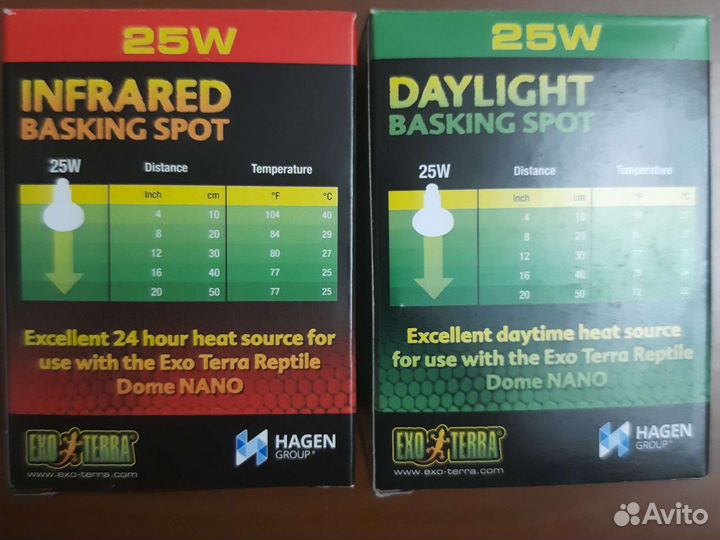 25W
INFRARED
BASKING SPOT
25W Distance Temperature
Inch cm °F °C
4 10 104 40
8 20 84 29
12 30 80 27
16 40 77 25
20 50 77 25
Excellent 24 hour heat source for
use with the Exo Terra Reptile
Dome NANO
EXO TERRA®
www.exo-terra.com
HAGEN
GROUP®
25W
DAYLIGHT
BASKING SPOT
25W Distance Temperature
Inch cm °F °C
4 10
8 20
12 30
16 40
20 50
Excellent daytime heat source
for use with the Exo Terra Reptile
Dome NANO
EXO TERRA®
www.exo-terra.com
HAGEN
GROUP®
Avito